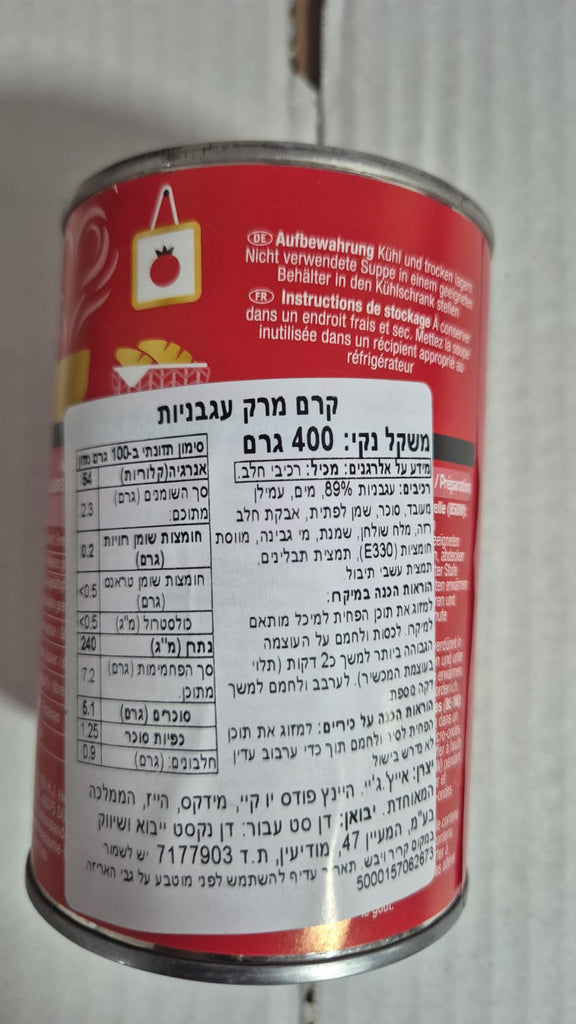 DE Aufbewahrung Kühl und trocken lagern
Nicht verwendete Suppe in einem geeigneten
Behälter in den Kühlschrank stellen
FR Instructions de stockage À conserver
dans un endroit frais et sec. Mettez la soupe
inutilisée dans un récipient approprié au
réfrigérateur
קרם מרק עגבניות
משקל נקי: 400 גרם
מידע על אלרגנים: מכיל: רכיבי חלב.
רכיבים: עגבניות 89%, מים, עמילן
מעובד, סוכר, שמן לפתית, אבקת חלב
רזה, מלח שולחן, שמנת, מי גבינה, מווסת
חומציות (E330), תמצית תבלינים,
תמצית עשבי תיבול.
הוראות הכנה במיקרו:
למזוג את תוכן הפחית למיכל מותאם
למיקרו. לכסות ולחמם על העוצמה
הגבוהה ביותר למשך כ2 דקות (תלוי
בעוצמת המכשיר). לערבב ולחמם למשך
דקה נוספת
הוראות הכנה על כיריים: למזוג את תוכן
הפחית לסיר ולחמם תוך כדי ערבוב עדין
לא נדרש בישול
סימון תזונתי ב-100 גרם מזון
אנרגיה(קלוריות) 54
סך השומנים (גרם) 2.3
מתוכם:
חומצות שומן רוויות 0.2
(גרם)
חומצות שומן טראנס <0.5
(גרם)
כולסטרול (מ"ג) <0.5
נתרן (מ"ג) 240
סך הפחמימות (גרם) 7.2
מתוכן:
סוכרים (גרם) 5.1
כפיות סוכר 1.25
חלבונים: (גרם) 0.9
יצרן: אייץ'.ג'יי. היינץ פודס יו קיי, מידקס, הייז, הממלכה
המאוחדת. יבואן: דן סט עבור: דן נקסט ייבוא ושיווק
בע"מ, המעיין 47, מודיעין, ת.ד 7177903 יש לשמור
במקום קריר ויבש. תאריך עדיף להשתמש לפני מוטבע על גבי האריזה
5000157062673
/ Préparation